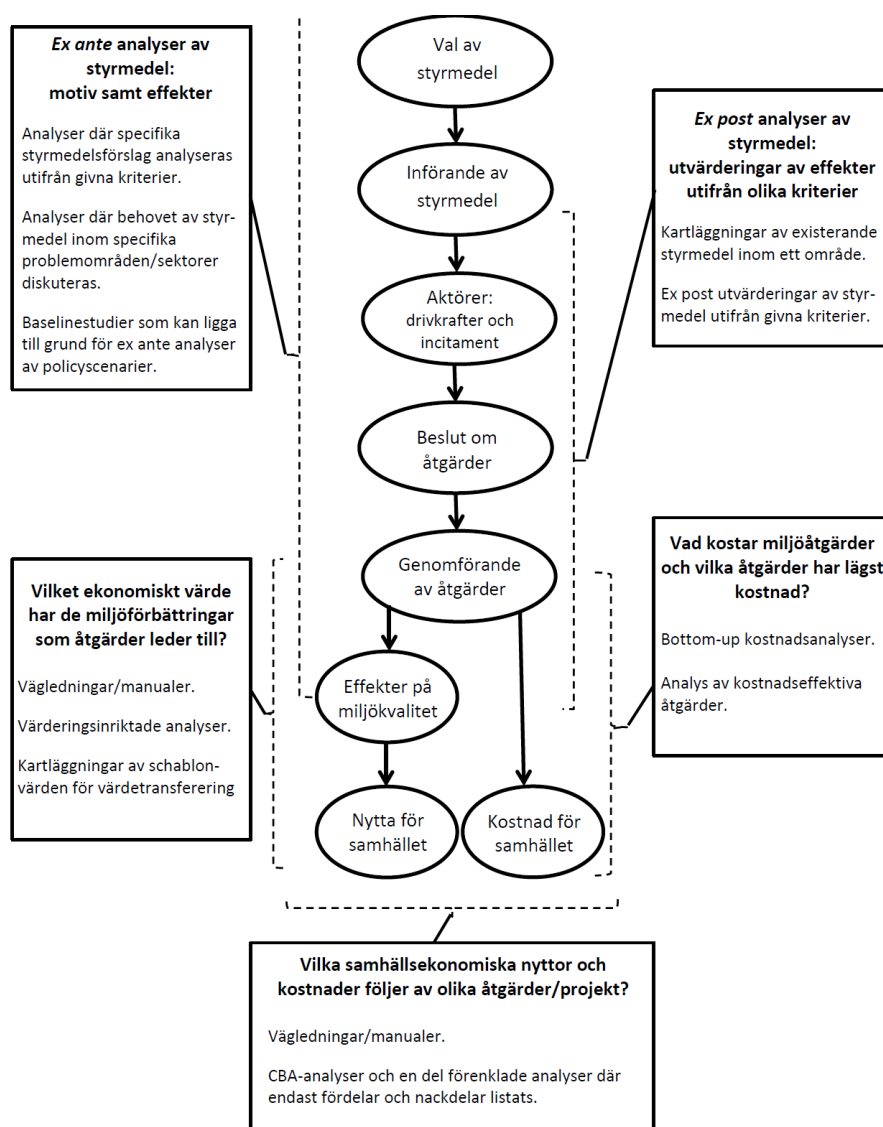 Ex ante analyser av
styrmedel:
motiv samt effekter
Analyser där specifika
styrmedelsförslag analyseras
utifrån givna kriterier.
Analyser där behovet av styr-
medel inom specifika
problemområden/sektorer
diskuteras.
Baselinestudier som kan ligga
till grund för ex ante analyser
av policyscenarier.
Val av
styrmedel
Införande av
styrmedel
Aktörer:
drivkrafter och
incitament
Beslut om
åtgärder
Genomförande
av åtgärder
Effekter på
miljökvalitet
Nytta för
samhället
Kostnad för
samhället
Ex post analyser av
styrmedel:
utvärderingar av effekter
utifrån olika kriterier
Kartläggningar av existerande
styrmedel inom ett område.
Ex post utvärderingar av styr-
medel utifrån givna kriterier.
Vilket ekonomiskt värde
har de miljöförbättringar
som åtgärder leder till?
Vägledningar/manualer.
Värderingsinriktade analyser.
Kartläggningar av schablon-
värden för värdetransferering
Vad kostar miljöåtgärder
och vilka åtgärder har lägst
kostnad?
Bottom-up kostnadsanalyser.
Analys av kostnadseffektiva
åtgärder.
Vilka samhällsekonomiska nyttor och
kostnader följer av olika åtgärder/projekt?
Vägledningar/manualer.
CBA-analyser och en del förenklade analyser där
endast fördelar och nackdelar listats.